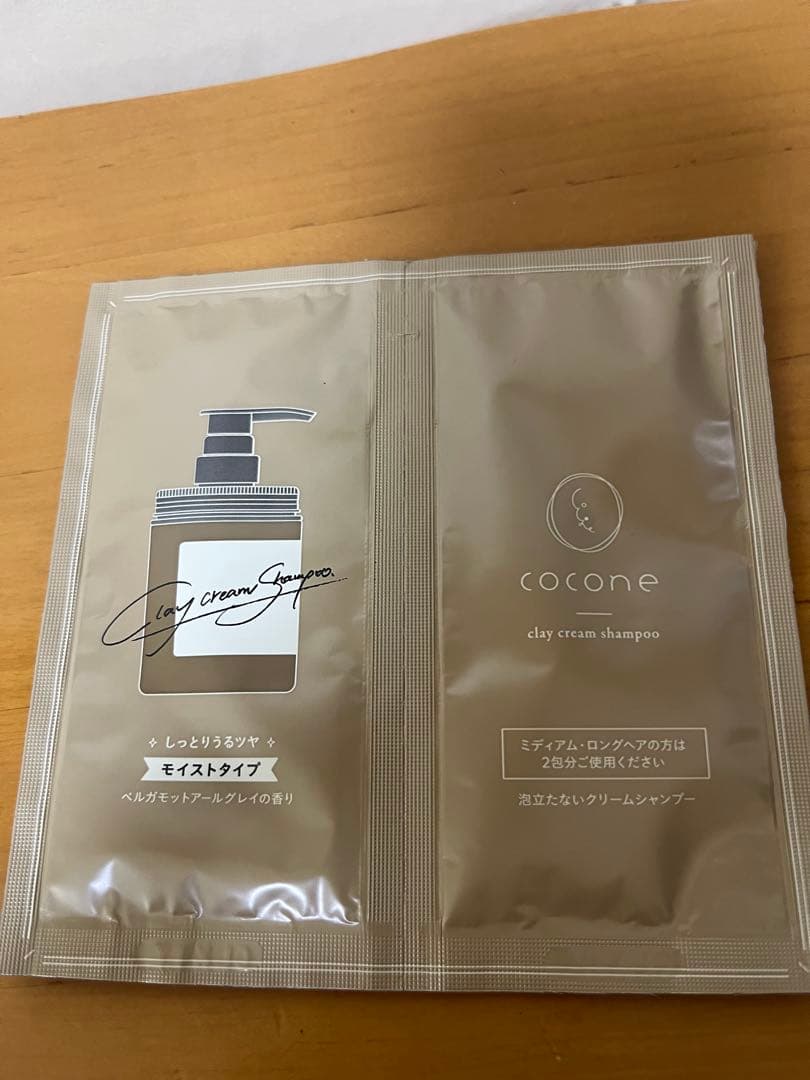 Clay cream Shampoo.
しっとりうるツヤ
モイストタイプ
ベルガモットアールグレイの香り
cocone
clay cream shampoo
ミディアム・ロングヘアの方は
2包分ご使用ください
泡立たないクリームシャンプー